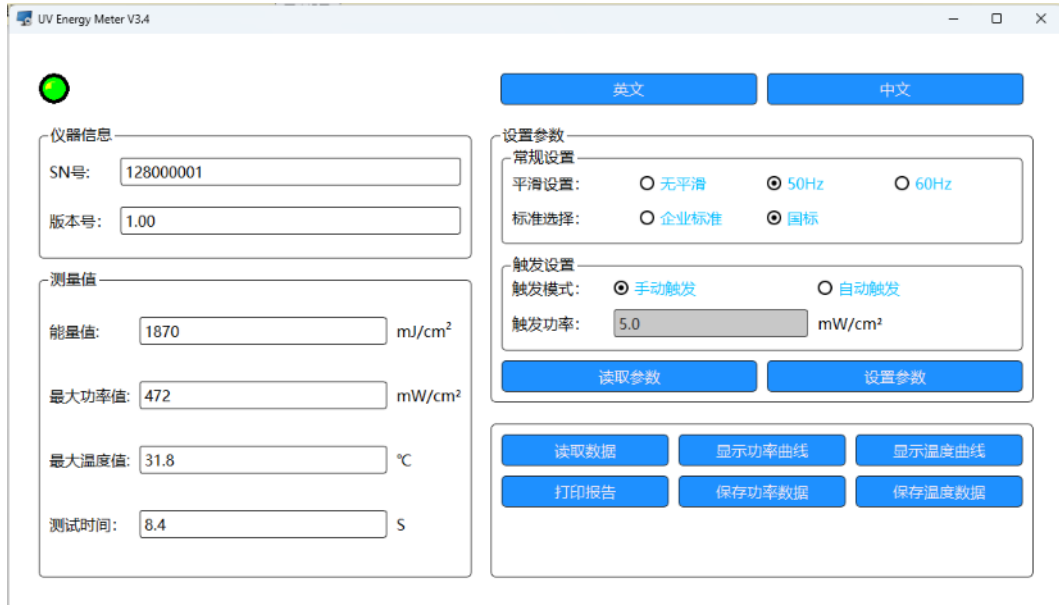 UV Energy Meter V3.4
英文 中文
仪器信息
SN号: 128000001
版本号: 1.00
测量值
能量值: 1870 mJ/cm²
最大功率值: 472 mW/cm²
最大温度值: 31.8 ℃
测试时间: 8.4 S
设置参数
常规设置
平滑设置: 无平滑 50Hz 60Hz
标准选择: 企业标准 国标
触发设置
触发模式: 手动触发 自动触发
触发功率: 5.0 mW/cm²
读取参数 设置参数
读取数据 显示功率曲线 显示温度曲线
打印报告 保存功率数据 保存温度数据